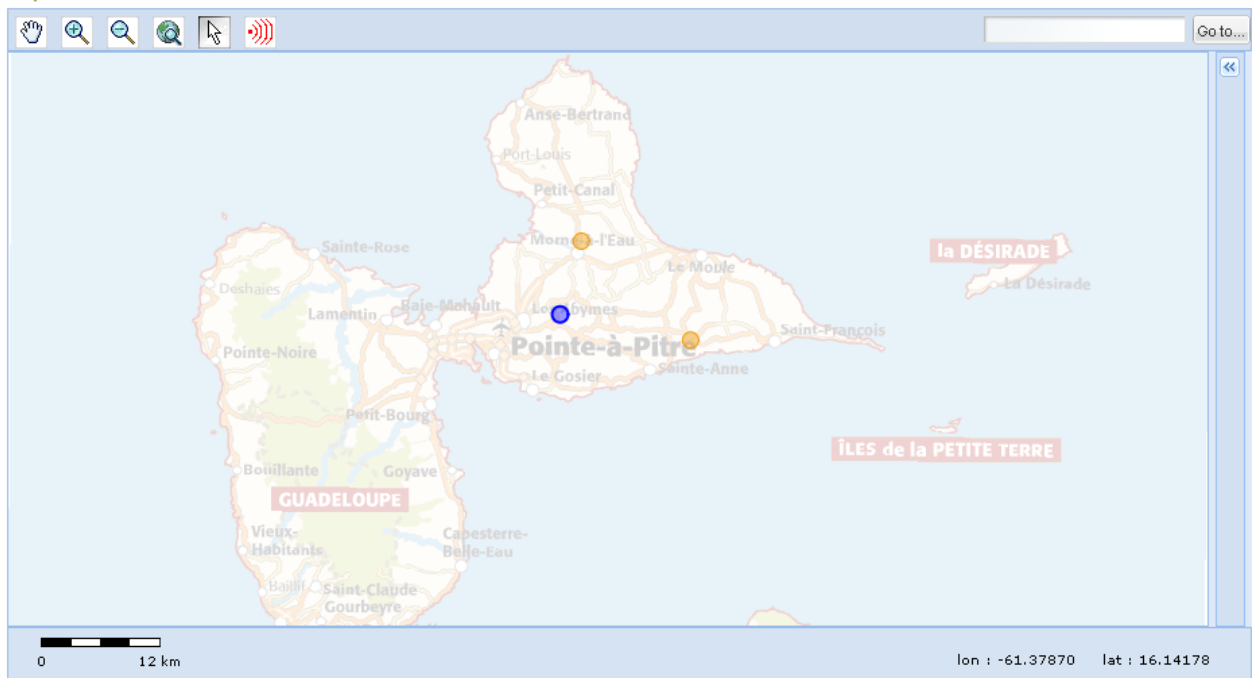 Go to...
Anse-Bertrand
Port-Louis
Petit-Canal
Morne-à-l'Eau
Sainte-Rose
la DÉSIRADE
Le Moule
La Désirade
Deshaies
Baie-Mahault
Les Abymes
Lamentin
Saint-François
Pointe-à-Pitre
Pointe-Noire
Sainte-Anne
Le Gosier
Petit-Bourg
ÎLES de la PETITE TERRE
Bouillante
Goyave
GUADELOUPE
Vieux-
Habitants
Capesterre-
Belle-Eau
Baillif
Saint-Claude
Gourbeyre
0
12 km
lon : -61.37870
lat : 16.14178